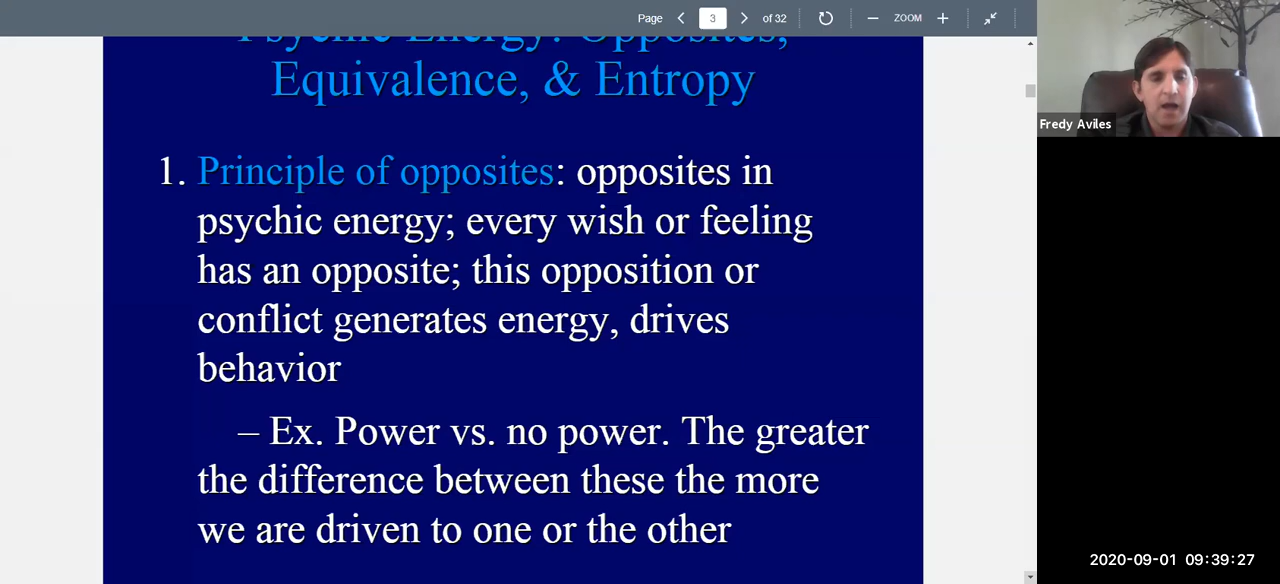 Page 3 of 32 ZOOM
Psychic Energy: Opposites,
Equivalence, & Entropy
1. Principle of opposites: opposites in
psychic energy; every wish or feeling
has an opposite; this opposition or
conflict generates energy, drives
behavior
– Ex. Power vs. no power. The greater
the difference between these the more
we are driven to one or the other
Fredy Aviles
2020-09-01 09:39:27